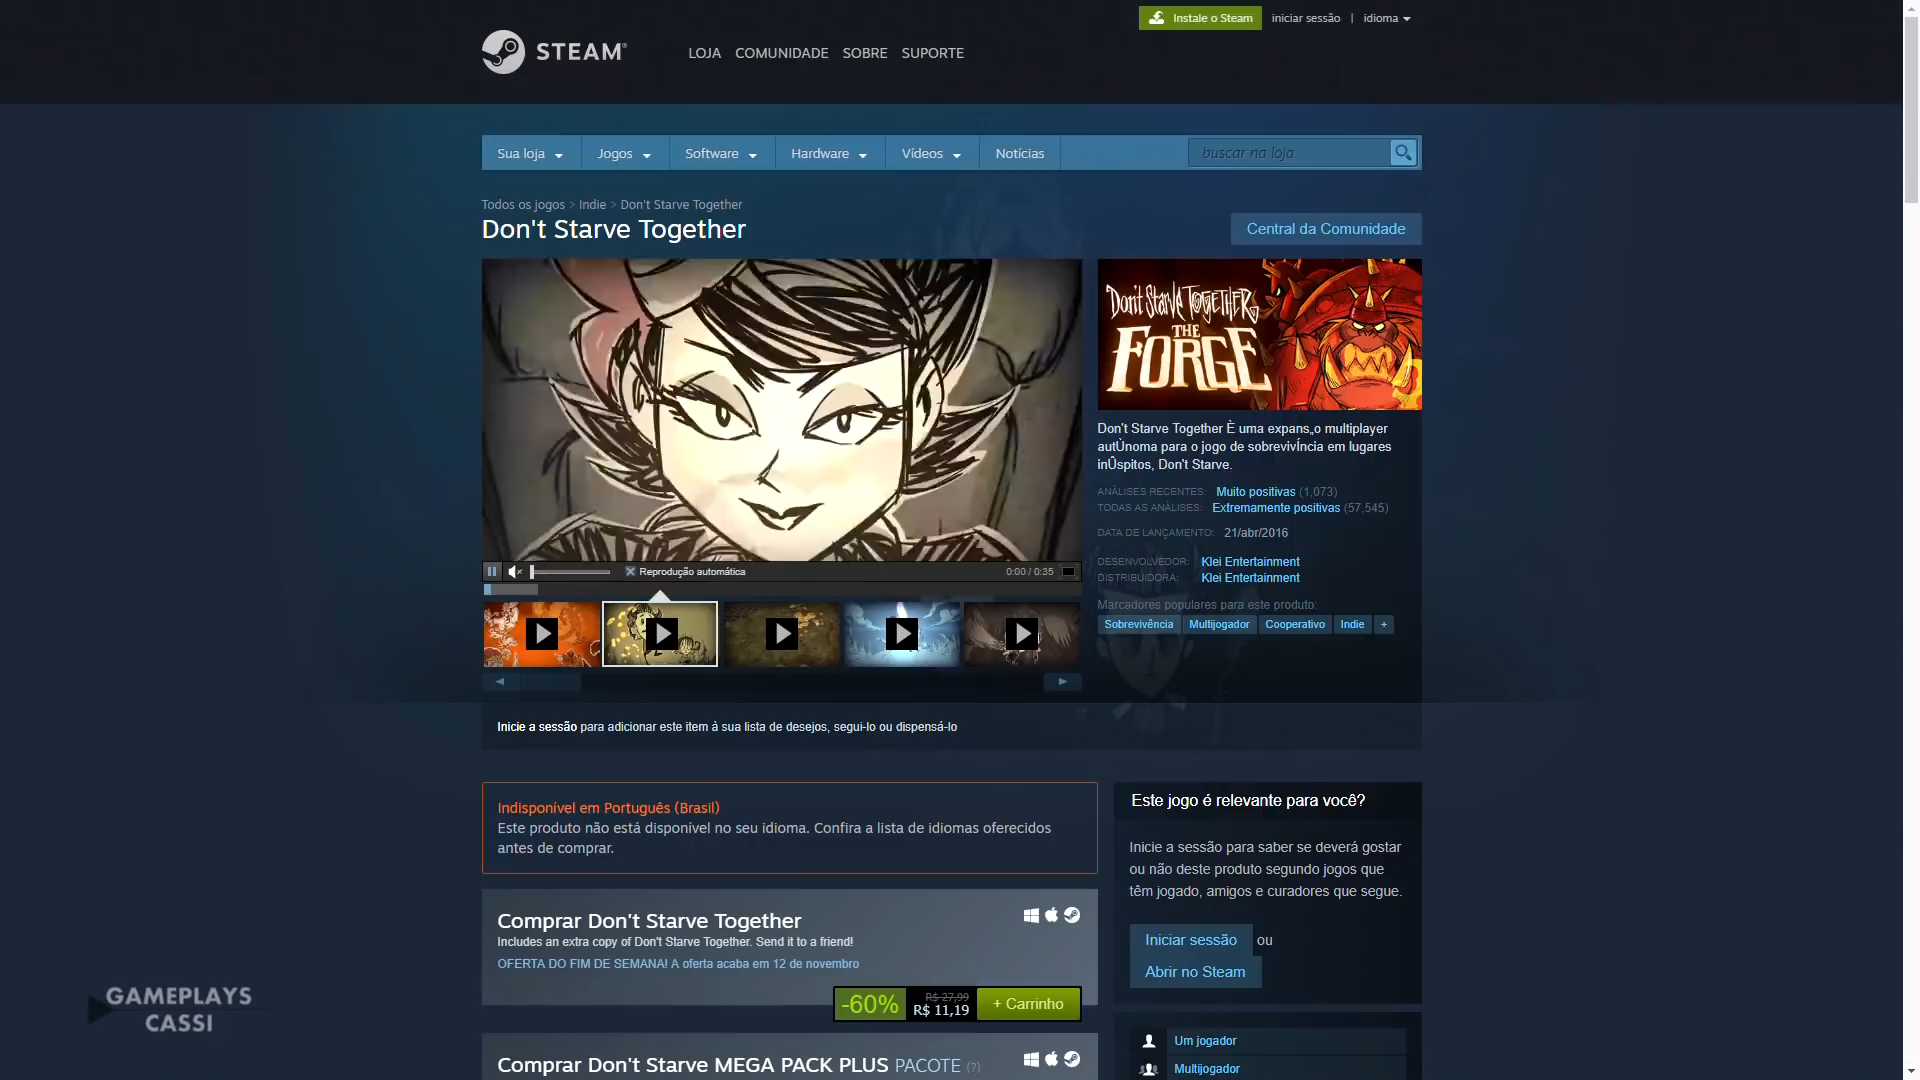 Instale o Steam
iniciar sessão | idioma
STEAM®
LOJA COMUNIDADE SOBRE SUPORTE
Sua loja Jogos Software Hardware Vídeos Notícias
buscar na loja
Todos os jogos > Indie > Don't Starve Together
Don't Starve Together
Central da Comunidade
Don't Starve Together
THE
FORGE
Don't Starve Together È uma expans„o multiplayer
autÙnoma para o jogo de sobrevivÍncia em lugares
inÛspitos, Don't Starve.
ANÁLISES RECENTES: Muito positivas (1,073)
TODAS AS ANÁLISES: Extremamente positivas (57,545)
DATA DE LANÇAMENTO: 21/abr/2016
DESENVOLVEDOR: Klei Entertainment
DISTRIBUIDORA: Klei Entertainment
Marcadores populares para este produto:
Sobrevivência Multijogador Cooperativo Indie +
Reprodução automática
0:00 / 0:35
Inicie a sessão para adicionar este item à sua lista de desejos, segui-lo ou dispensá-lo
Indisponível em Português (Brasil)
Este produto não está disponível no seu idioma. Confira a lista de idiomas oferecidos
antes de comprar.
Comprar Don't Starve Together
Includes an extra copy of Don't Starve Together. Send it to a friend!
OFERTA DO FIM DE SEMANA! A oferta acaba em 12 de novembro
-60%
R$ 27,99
R$ 11,19
+ Carrinho
Comprar Don't Starve MEGA PACK PLUS PACOTE (?)
Este jogo é relevante para você?
Inicie a sessão para saber se deverá gostar
ou não deste produto segundo jogos que
têm jogado, amigos e curadores que segue.
Iniciar sessão ou
Abrir no Steam
Um jogador
Multijogador
GAMEPLAYS
CASSI